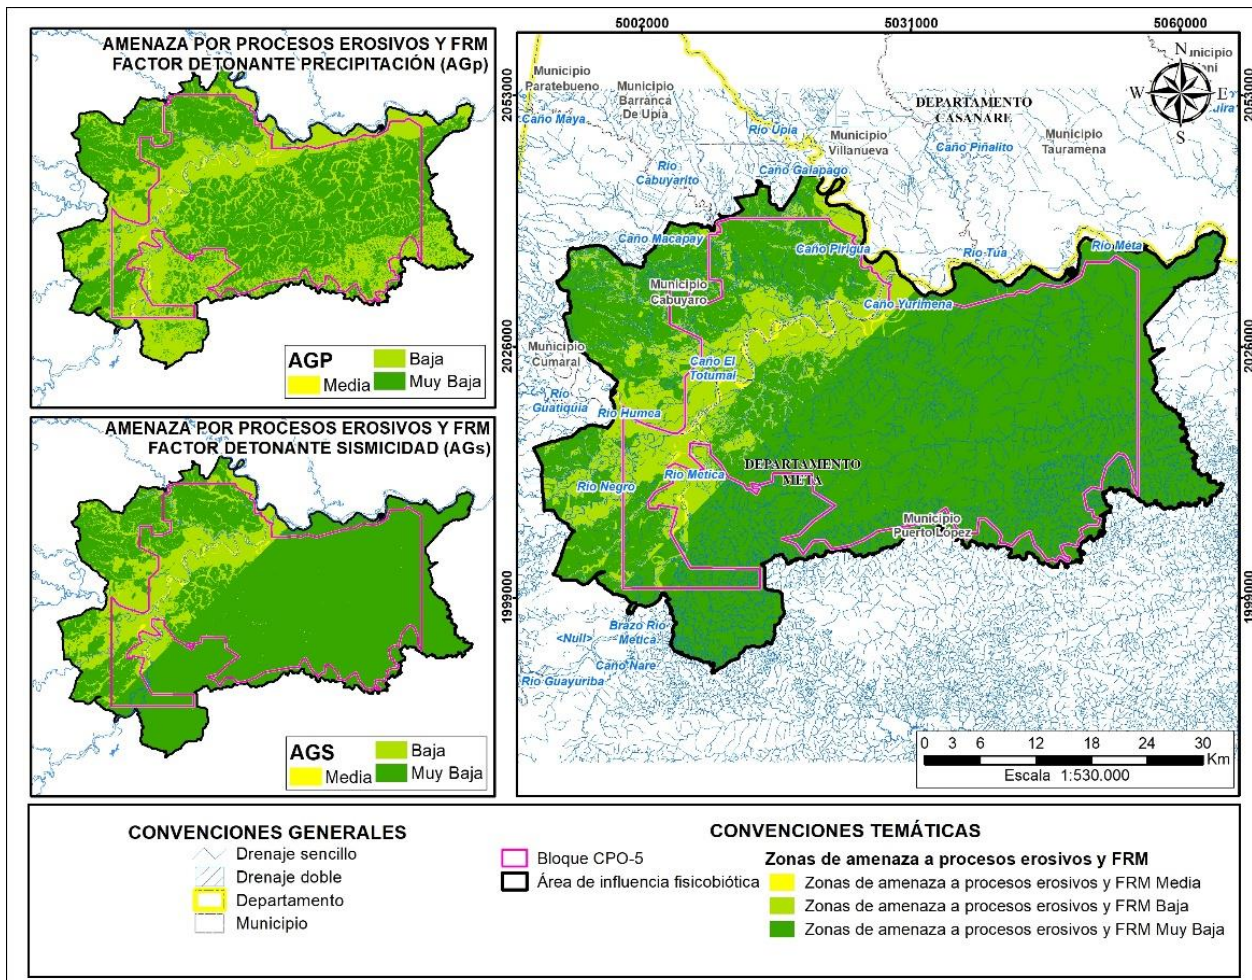 AMENAZA POR PROCESOS EROSIVOS Y FRM
FACTOR DETONANTE PRECIPITACIÓN (AGp)
AGP
Baja
Media
Muy Baja
AMENAZA POR PROCESOS EROSIVOS Y FRM
FACTOR DETONANTE SISMICIDAD (AGs)
AGS
Baja
Media
Muy Baja
5002000
5031000
5060000
2053000
2053000
2026000
2026000
1999000
1999000
N
W
E
S
Municipio
Paratebueno
Municipio
Barranca
De Upia
Caño Maya
Río Upia
Río
Cabuyarito
Municipio
Villanueva
DEPARTAMENTO
CASANARE
Caño Piñalito
Municipio
Tauramena
Municipio
Caño Galapago
Caño Macapay
Caño Pirigua
Río Tua
Río Meta
Municipio
Cabuyaro
Caño Yurimena
Municipio
Cumaral
Caño El
Totumal
Río
Guatiquia
Río Humea
DEPARTAMENTO
META
Río Metica
Río Negro
Municipio
Puerto López
Brazo Río
Metica
<Null>
Caño Nare
Río Guayuriba
0 3 6 12 18 24 30
Km
Escala 1:530.000
CONVENCIONES GENERALES
Drenaje sencillo
Drenaje doble
Departamento
Municipio
Bloque CPO-5
Área de influencia fisicobiótica
CONVENCIONES TEMÁTICAS
Zonas de amenaza a procesos erosivos y FRM
Zonas de amenaza a procesos erosivos y FRM Media
Zonas de amenaza a procesos erosivos y FRM Baja
Zonas de amenaza a procesos erosivos y FRM Muy Baja